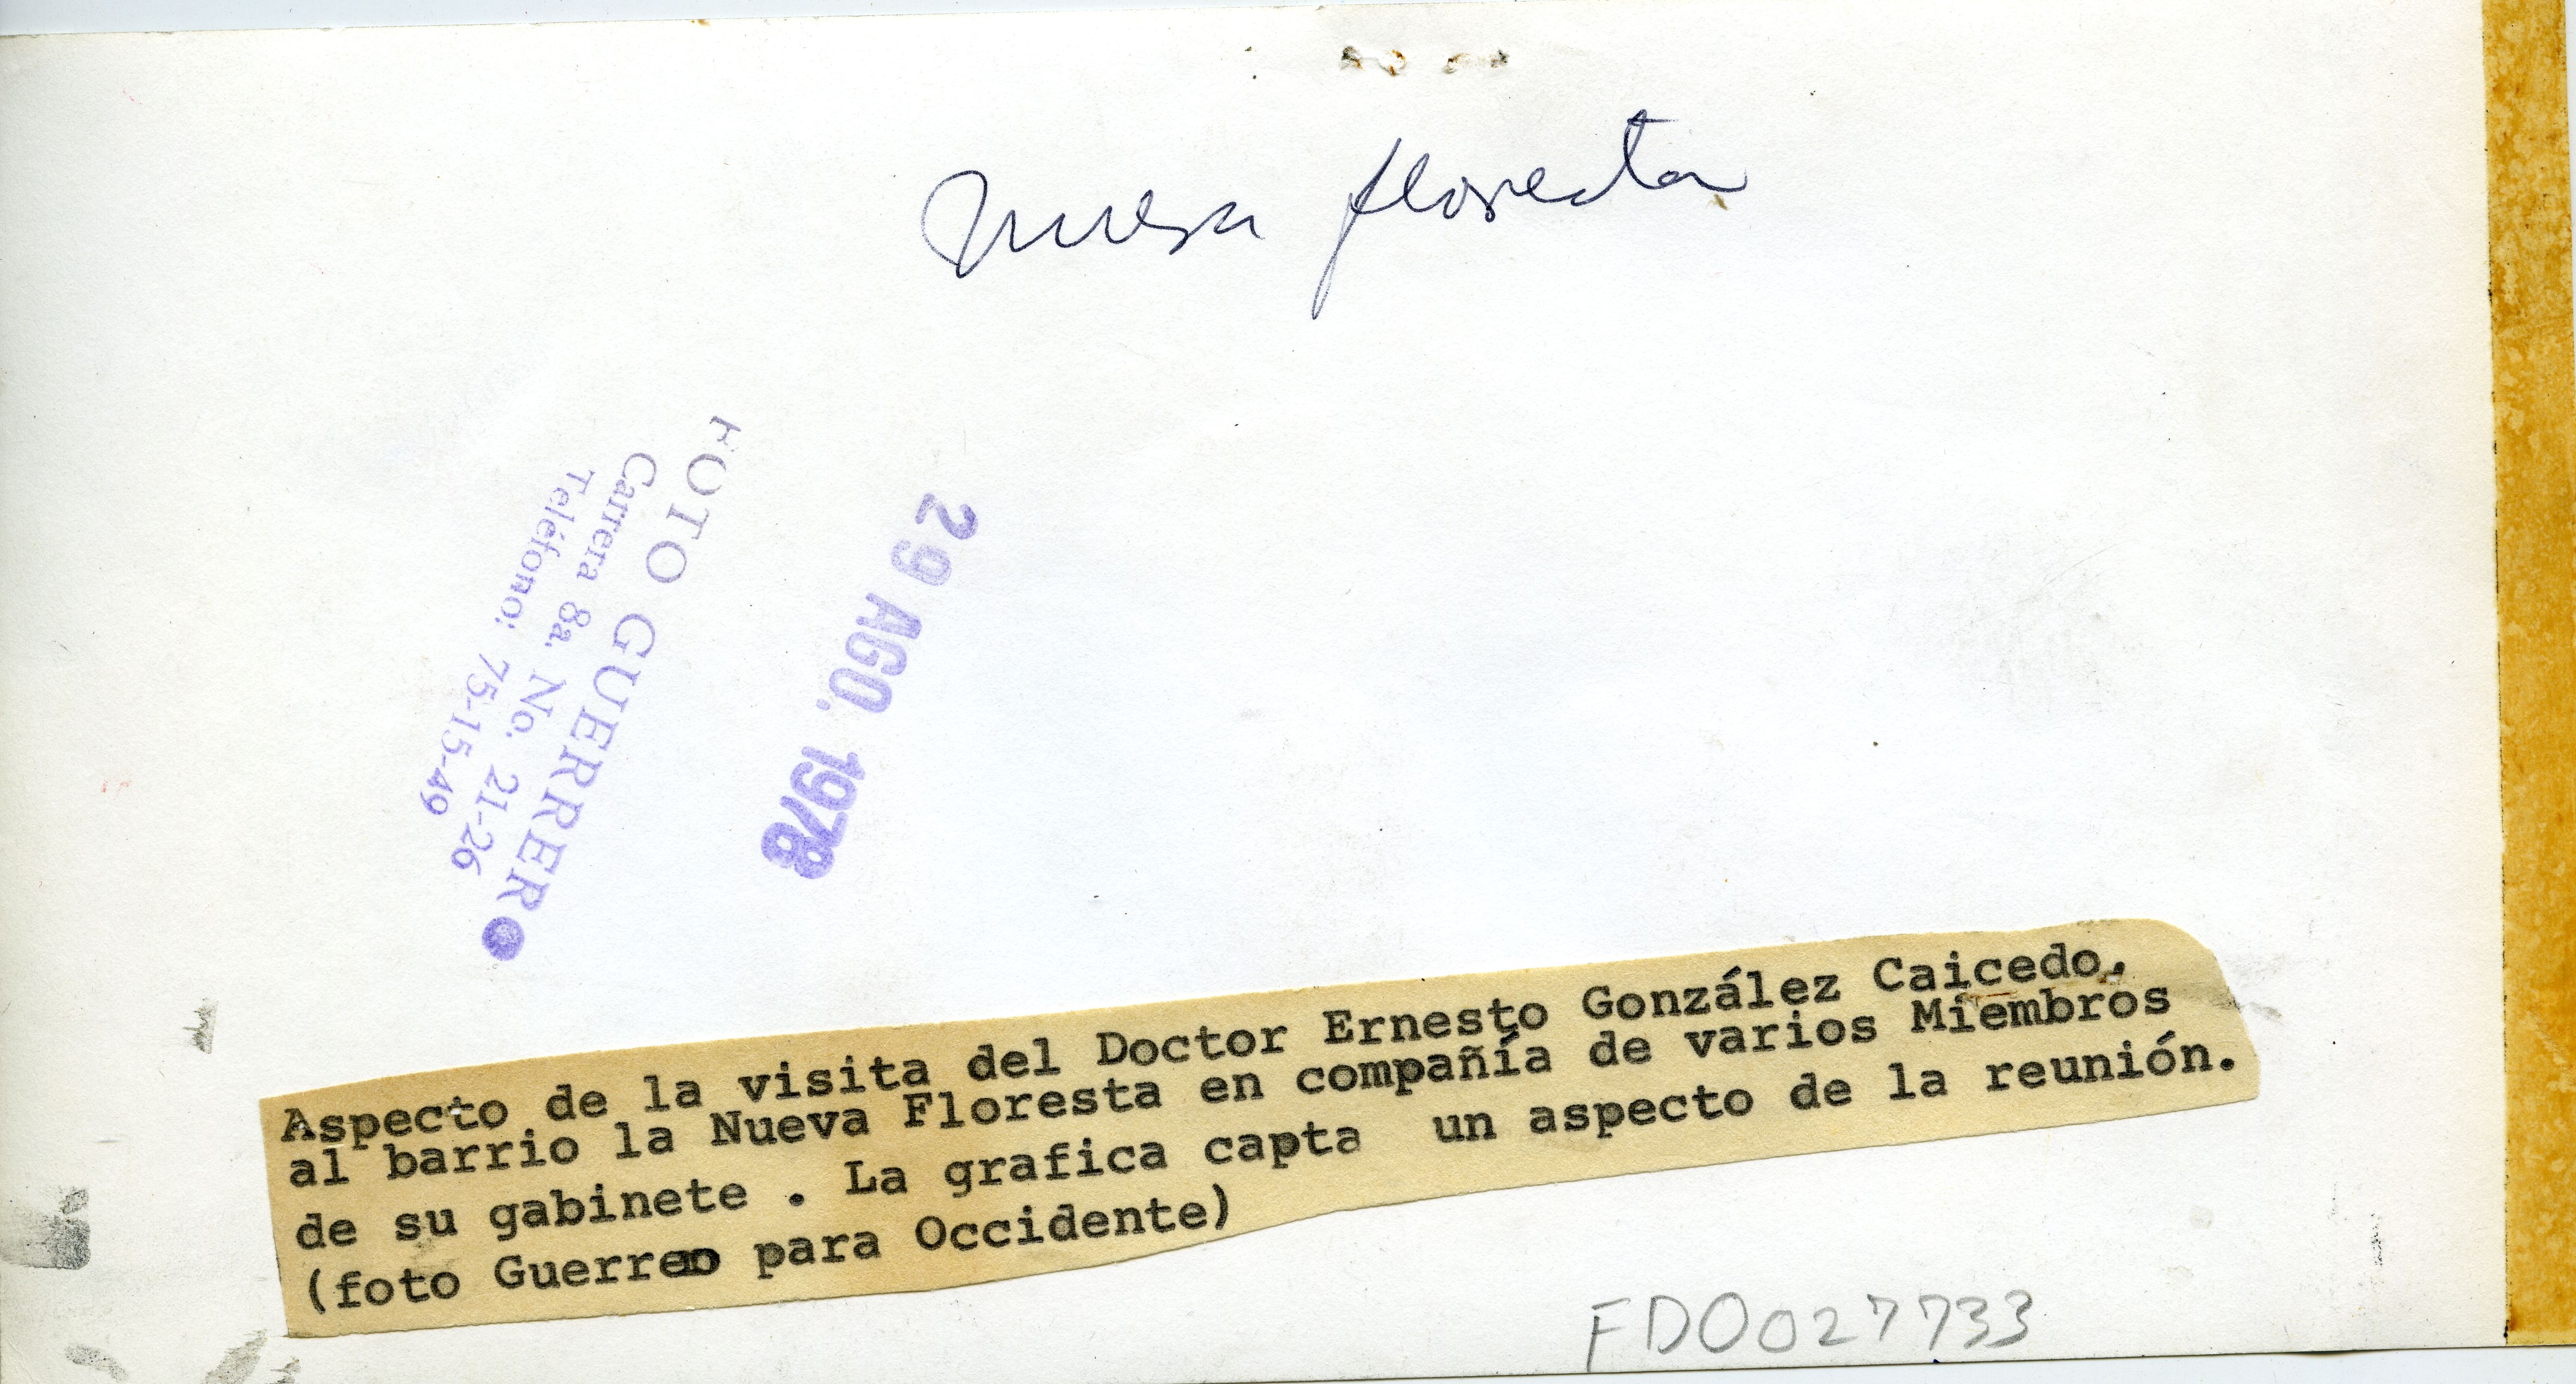 Nueva floresta
FOTO GUERRERO
Carrera 8a. No. 21-26
Teléfono: 75-15-49
29 AGO. 1978
Aspecto de la visita del Doctor Ernesto González Caicedo,
al barrio la Nueva Floresta en compañía de varios Miembros
de su gabinete . La grafica capta un aspecto de la reunión.
(foto Guerrero para Occidente)
FD0027733